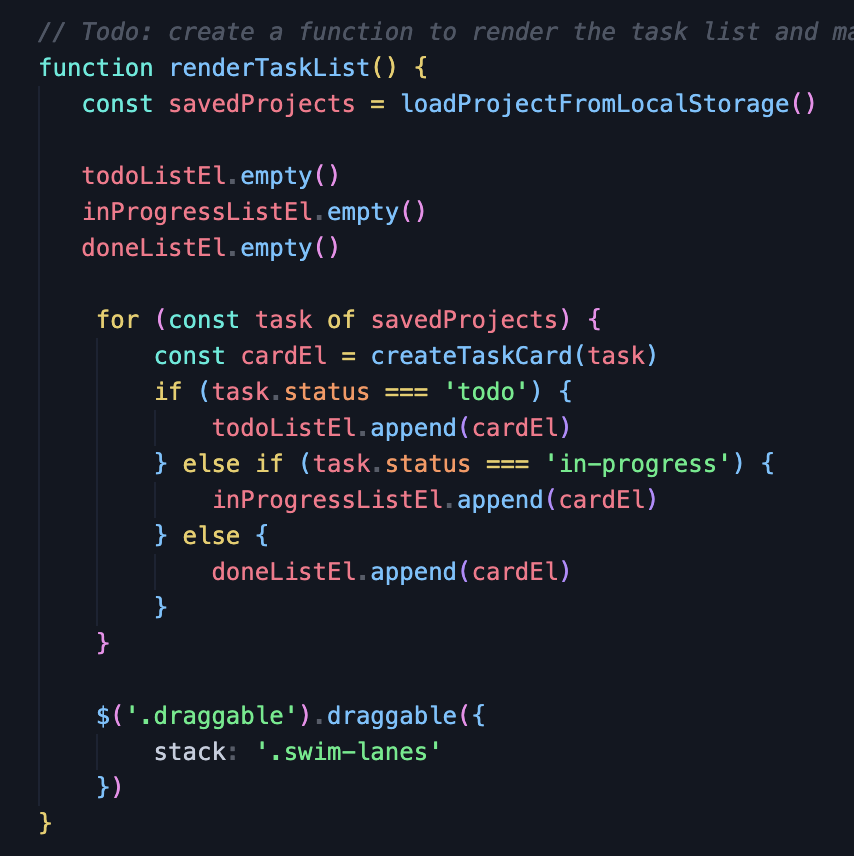 // Todo: create a function to render the task list and
function renderTaskList() {
const savedProjects = loadProjectFromLocalStorage()
todoListEl.empty()
inProgressListEl.empty()
doneListEl.empty()
for (const task of savedProjects) {
const cardEl = createTaskCard(task)
if (task.status === 'todo') {
todoListEl.append(cardEl)
} else if (task.status === 'in-progress') {
inProgressListEl.append(cardEl)
} else {
doneListEl.append(cardEl)
}
}
$('.draggable').draggable({
stack: '.swim-lanes'
})
}